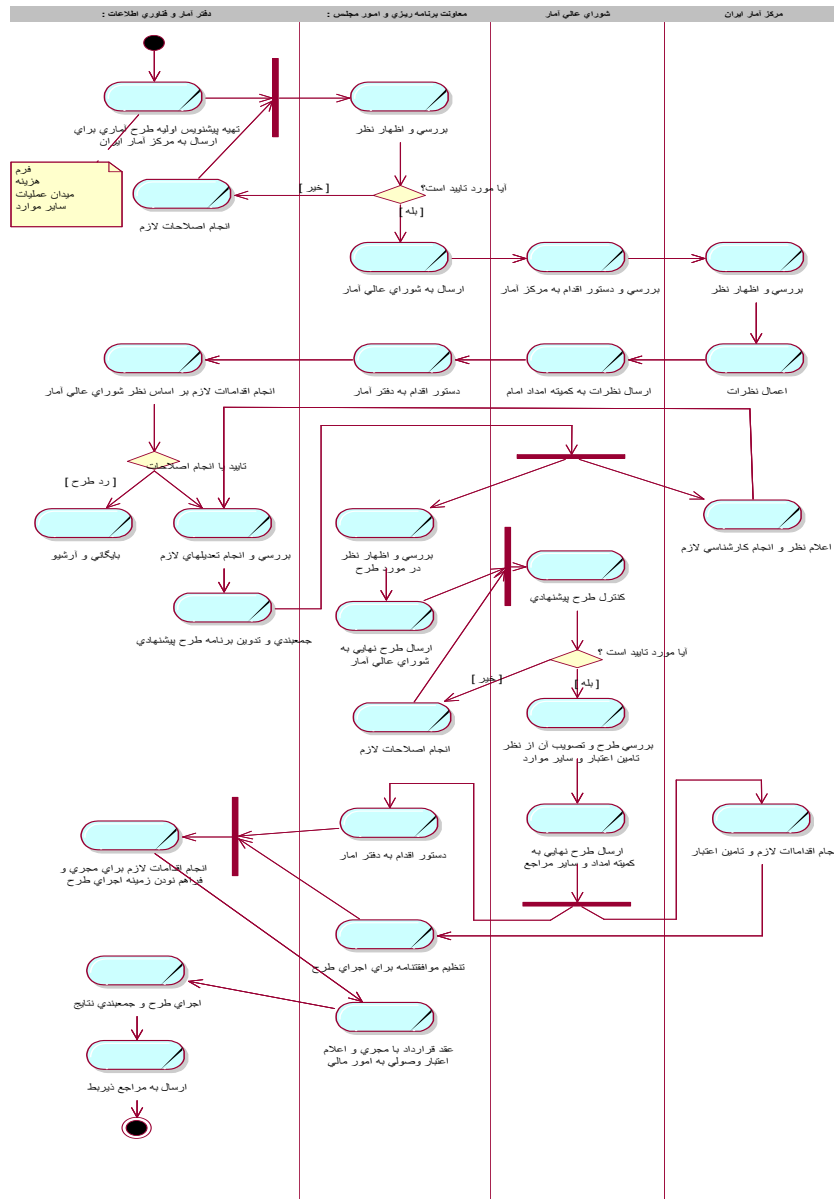 دفتر آمار و فناوري اطلاعات :
معاونت برنامه ريزي و امور مجلس :
شوراي عالي آمار
مركز آمار ايران
تهيه پيشنويس اوليه طرح آماري براي
ارسال به مركز آمار ايران
بررسي و اظهار نظر
فرم
هزينه
ميدان عمليات
ساير موارد
انجام اصلاحات لازم
[ خير ]
آيا مورد تاييد است؟
[ بله ]
ارسال به شوراي عالي آمار
بررسي و دستور اقدام به مركز آمار
بررسي و اظهار نظر
انجام اقداماات لازم بر اساس نظر شوراي عالي آمار
دستور اقدام به دفتر آمار
ارسال نظرات به كميته امداد امام
اعمال نظرات
تاييد با انجام اصلاحات
[ رد طرح ]
بايگاني و آرشيو
بررسي و انجام تعديلهاي لازم
بررسي و اظهار نظر
در مورد طرح
اعلام نظر و انجام كارشناسي لازم
كنترل طرح پيشنهادي
جمعبندي و تدوين برنامه طرح پيشنهادي
ارسال طرح نهايي به
شوراي عالي آمار
آيا مورد تاييد است ؟
[ خير ]
[ بله ]
انجام اصلاحات لازم
بررسي طرح و تصويب آن از نظر
تامين اعتبار و ساير موارد
انجام اقدامات لازم براي مجري و
فراهم نودن زمينه اجراي طرح
دستور اقدام به دفتر امار
ارسال طرح نهايي به
كميته امداد و ساير مراجع
جام اقداماات لازم و تامين اعتبار
تنظيم موافقتنامه براي اجراي طرح
اجراي طرح و جمعبندي نتايج
عقد قرارداد با مجري و اعلام
اعتبار وصولي به امور مالي
ارسال به مراجع ذيربط